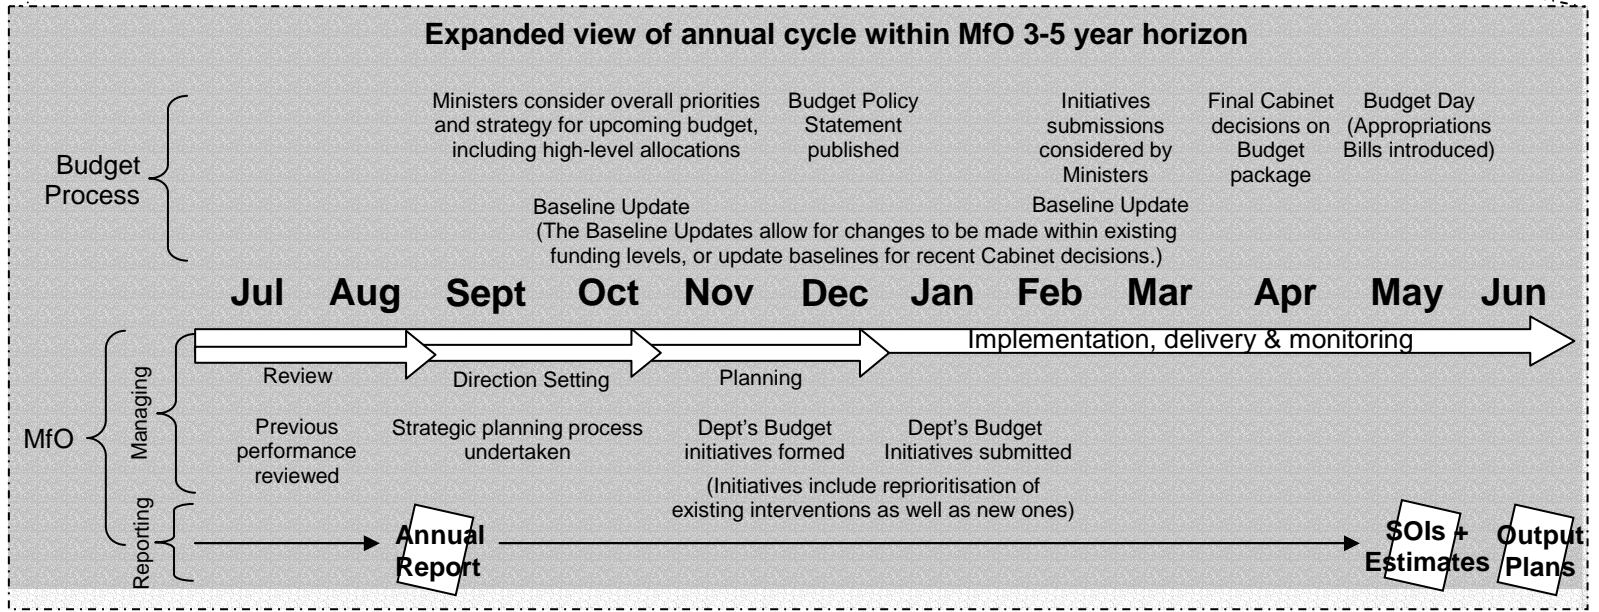 Expanded view of annual cycle within MfO 3-5 year horizon
Budget
Process
Ministers consider overall priorities
and strategy for upcoming budget,
including high-level allocations
Budget Policy
Statement
published
Initiatives
submissions
considered by
Ministers
Final Cabinet
decisions on
Budget
package
Budget Day
(Appropriations
Bills introduced)
Baseline Update
Baseline Update
(The Baseline Updates allow for changes to be made within existing
funding levels, or update baselines for recent Cabinet decisions.)
Jul Aug Sept Oct Nov Dec Jan Feb Mar Apr May Jun
Implementation, delivery & monitoring
Review
Direction Setting
Planning
MfO
Managing
Previous
performance
reviewed
Strategic planning process
undertaken
Dept's Budget
initiatives formed
Dept's Budget
Initiatives submitted
(Initiatives include reprioritisation of
existing interventions as well as new ones)
Reporting
Annual
Report
SOIs +
Estimates
Output
Plans